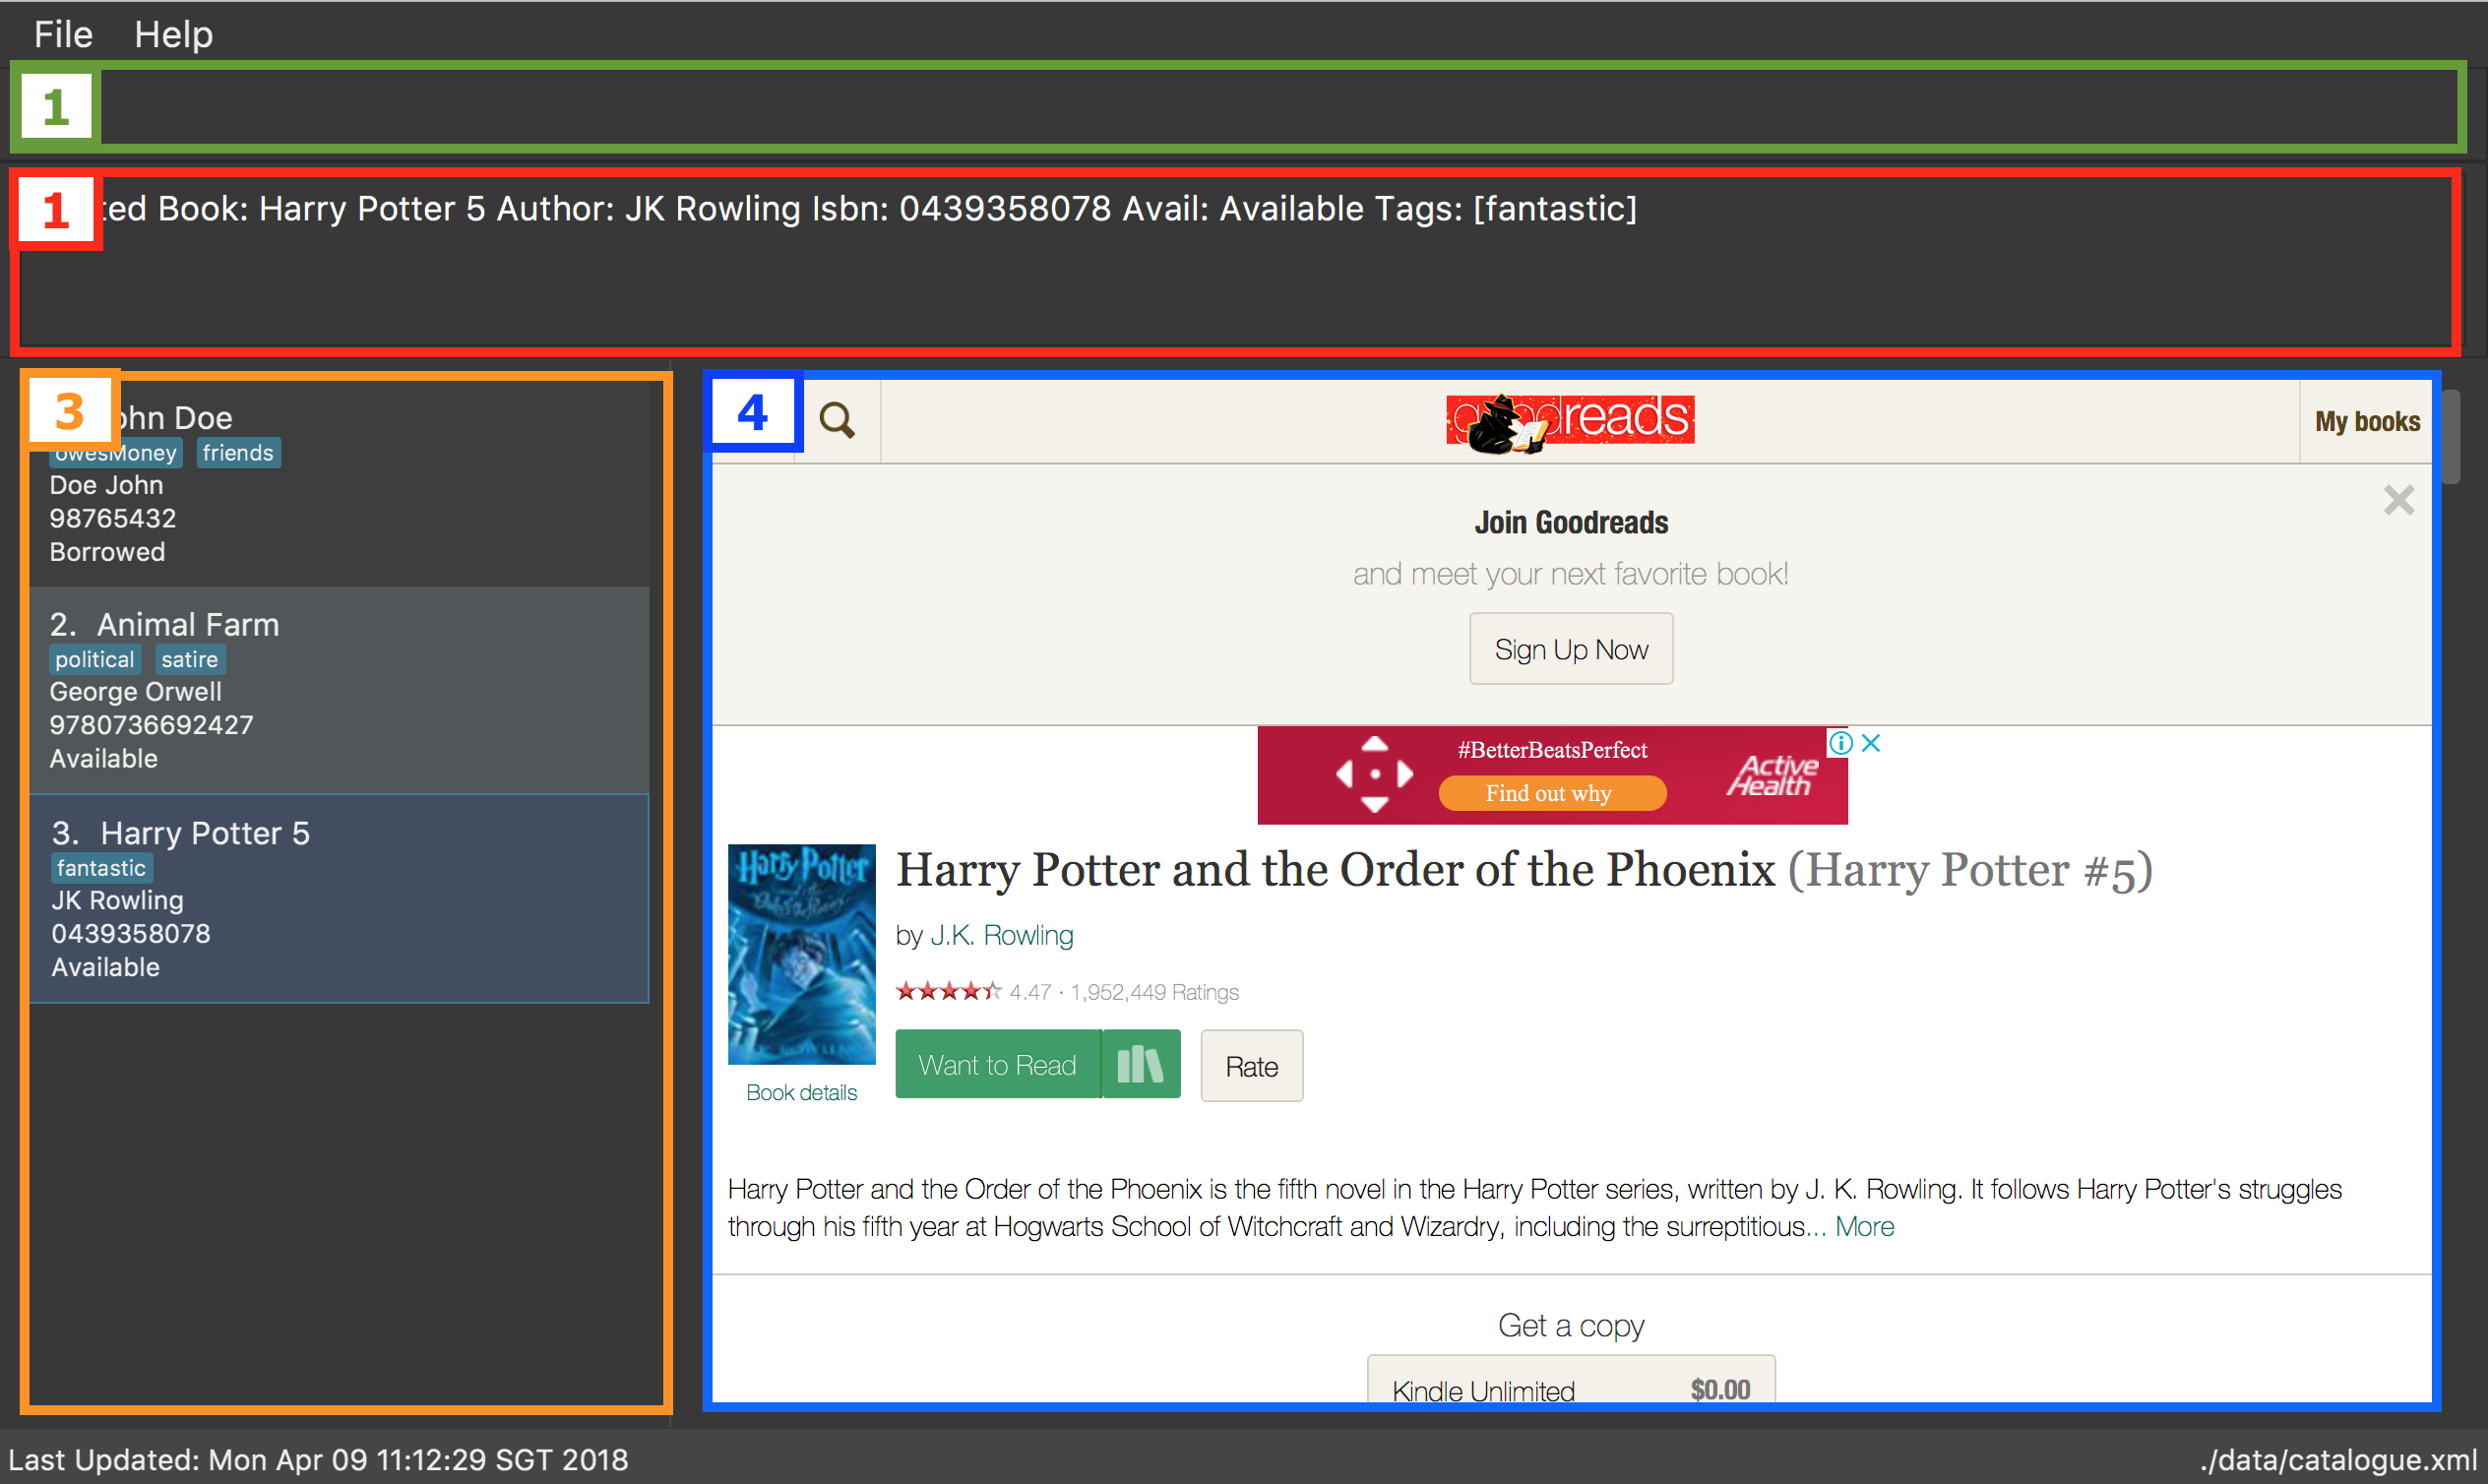 File Help
1
1
ted Book: Harry Potter 5 Author: JK Rowling Isbn: 0439358078 Avail: Available Tags: [fantastic]
3
ohn Doe
owesMoney friends
Doe John
98765432
Borrowed
2. Animal Farm
political satire
George Orwell
9780736692427
Available
3. Harry Potter 5
fantastic
JK Rowling
0439358078
Available
4
goodreads
My books
Join Goodreads
and meet your next favorite book!
Sign Up Now
#BetterBeatsPerfect
Find out why
Active Health
Harry Potter
Harry Potter and the Order of the Phoenix (Harry Potter #5)
by J.K. Rowling
4.47 · 1,952,449 Ratings
Want to Read
Rate
Book details
Harry Potter and the Order of the Phoenix is the fifth novel in the Harry Potter series, written by J. K. Rowling. It follows Harry Potter's struggles
through his fifth year at Hogwarts School of Witchcraft and Wizardry, including the surreptitious... More
Get a copy
Kindle Unlimited $0.00
Last Updated: Mon Apr 09 11:12:29 SGT 2018
./data/catalogue.xml